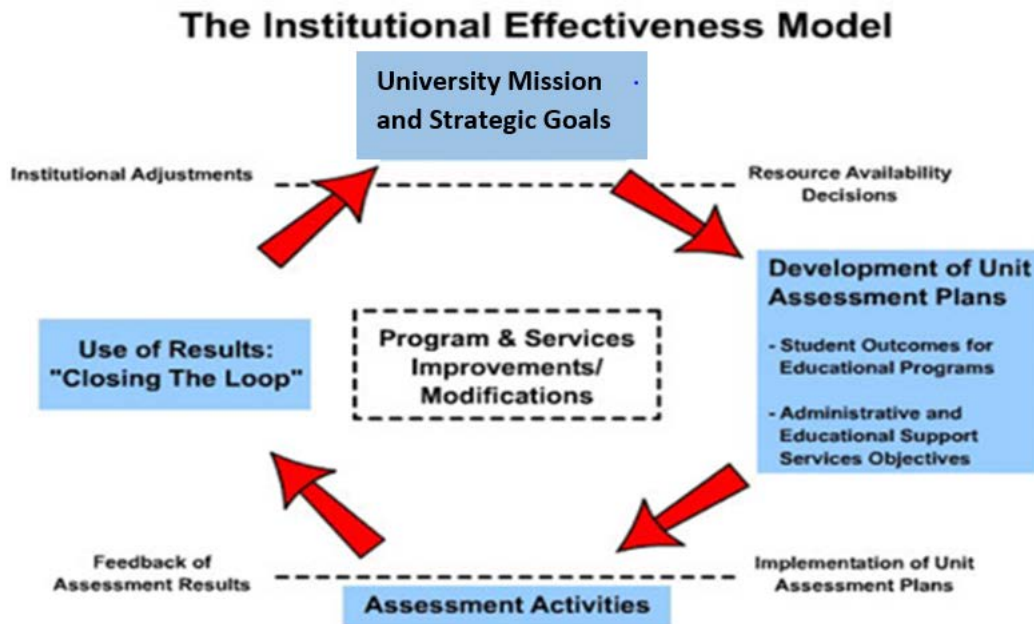 The Institutional Effectiveness Model
University Mission
and Strategic Goals
Institutional Adjustments
Resource Availability
Decisions
Development of Unit
Assessment Plans
- Student Outcomes for
Educational Programs
- Administrative and
Educational Support
Services Objectives
Use of Results:
"Closing The Loop"
Program & Services
Improvements/
Modifications
Feedback of
Assessment Results
Implementation of Unit
Assessment Plans
Assessment Activities